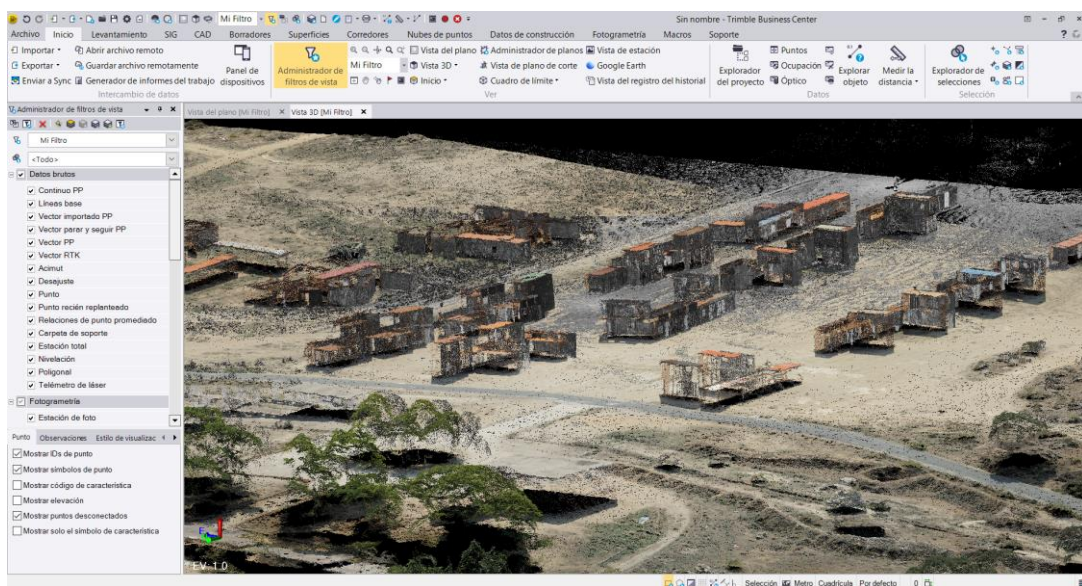 Mi Filtro
Sin nombre - Trimble Business Center
Archivo Inicio Levantamiento SIG CAD Borradores Superficies Corredores Nubes de puntos Datos de construcción Fotogrametría Macros Soporte
Importar Abrir archivo remoto
Exportar Guardar archivo remotamente
Enviar a Sync Generador de informes del trabajo
Panel de dispositivos
Intercambio de datos
Administrador de filtros de vista
Mi Filtro
Vista del plano Administrador de planos Vista de estación
Vista 3D Vista de plano de corte Google Earth
Inicio Cuadro de límite Vista del registro del historial
Ver
Explorador del proyecto
Puntos
Ocupación
Óptico
Explorar objeto
Medir la distancia
Datos
Explorador de selecciones
Selección
Administrador de filtros de vista
Vista del plano [Mi Filtro] Vista 3D [Mi Filtro]
Mi Filtro
<Todo>
Datos brutos
Continuo PP
Líneas base
Vector importado PP
Vector parar y seguir PP
Vector PP
Vector RTK
Acimut
Desajuste
Punto
Punto recién replanteado
Relaciones de punto promediado
Carpeta de soporte
Estación total
Nivelación
Poligonal
Telémetro de láser
Fotogrametría
Estación de foto
Punto Observaciones Estilo de visualizac
Mostrar IDs de punto
Mostrar símbolos de punto
Mostrar código de característica
Mostrar elevación
Mostrar puntos desconectados
Mostrar solo el símbolo de característica
EV 1.0
Selección Metro Cuadrícula Por defecto 0